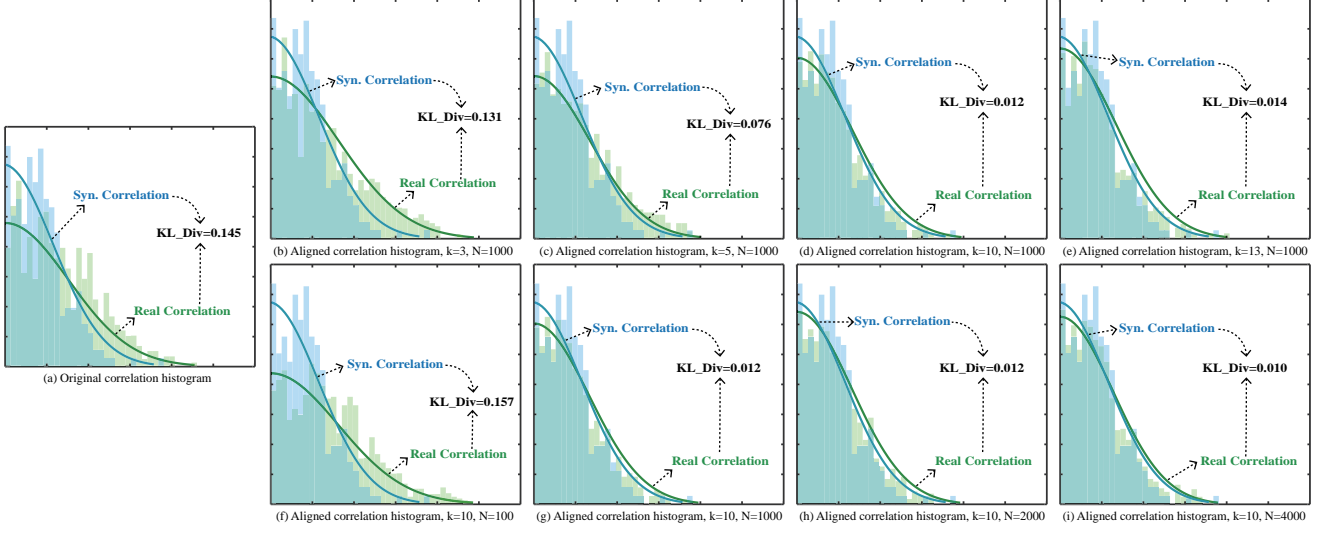 Syn. Correlation
KL_Div=0.145
Real Correlation
(a) Original correlation histogram
Syn. Correlation
KL_Div=0.131
Real Correlation
(b) Aligned correlation histogram, k=3, N=1000
Syn. Correlation
KL_Div=0.076
Real Correlation
(c) Aligned correlation histogram, k=5, N=1000
Syn. Correlation
KL_Div=0.012
Real Correlation
(d) Aligned correlation histogram, k=10, N=1000
Syn. Correlation
KL_Div=0.014
Real Correlation
(e) Aligned correlation histogram, k=13, N=1000
Syn. Correlation
KL_Div=0.157
Real Correlation
(f) Aligned correlation histogram, k=10, N=100
Syn. Correlation
KL_Div=0.012
Real Correlation
(g) Aligned correlation histogram, k=10, N=1000
Syn. Correlation
KL_Div=0.012
Real Correlation
(h) Aligned correlation histogram, k=10, N=2000
Syn. Correlation
KL_Div=0.010
Real Correlation
(i) Aligned correlation histogram, k=10, N=4000